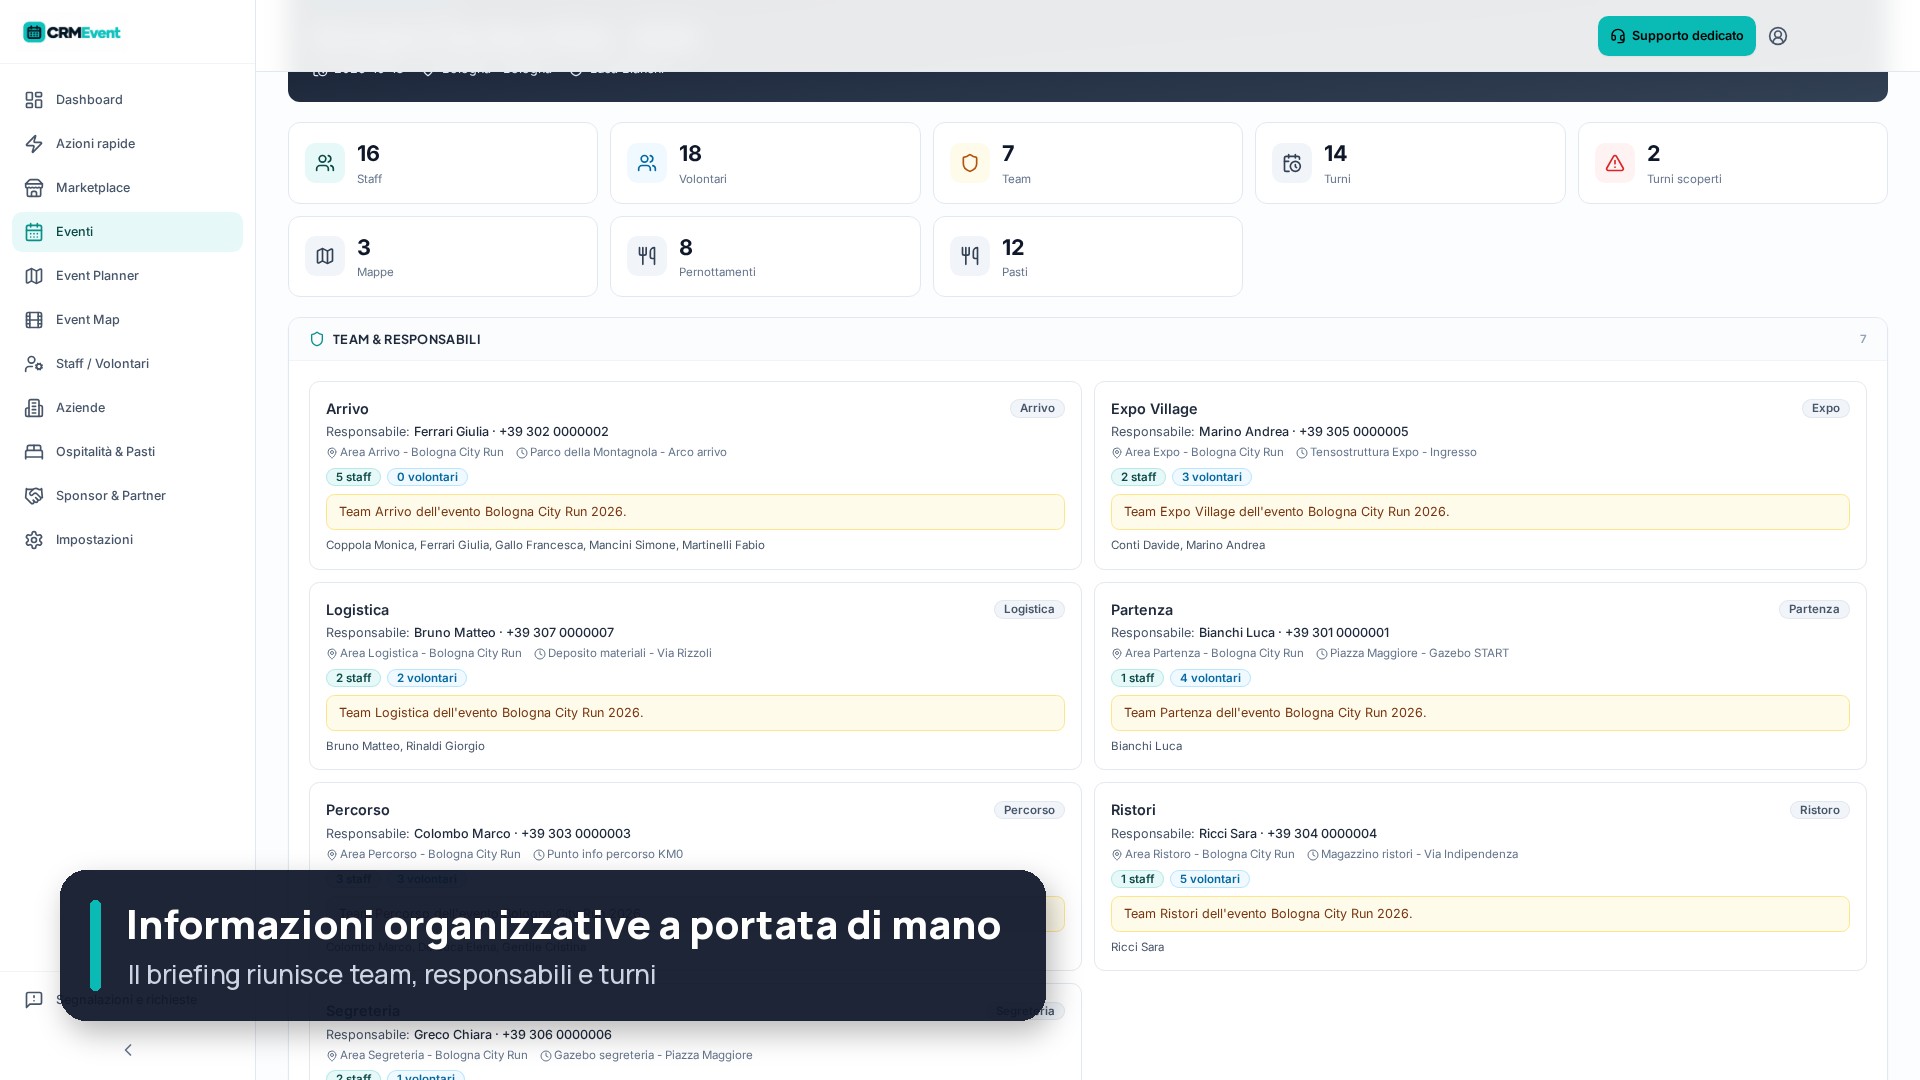 CRMEvent
Supporto dedicato
Dashboard
Azioni rapide
Marketplace
Eventi
Event Planner
Event Map
Staff / Volontari
Aziende
Ospitalità & Pasti
Sponsor & Partner
Impostazioni
Segnalazioni e richieste
16
Staff
18
Volontari
7
Team
14
Turni
2
Turni scoperti
3
Mappe
8
Pernottamenti
12
Pasti
TEAM & RESPONSABILI
7
Arrivo
Arrivo
Responsabile: Ferrari Giulia · +39 302 0000002
Area Arrivo - Bologna City Run Parco della Montagnola - Arco arrivo
5 staff 0 volontari
Team Arrivo dell'evento Bologna City Run 2026.
Coppola Monica, Ferrari Giulia, Gallo Francesca, Mancini Simone, Martinelli Fabio
Expo Village
Expo
Responsabile: Marino Andrea · +39 305 0000005
Area Expo - Bologna City Run Tensostruttura Expo - Ingresso
2 staff 3 volontari
Team Expo Village dell'evento Bologna City Run 2026.
Conti Davide, Marino Andrea
Logistica
Logistica
Responsabile: Bruno Matteo · +39 307 0000007
Area Logistica - Bologna City Run Deposito materiali - Via Rizzoli
2 staff 2 volontari
Team Logistica dell'evento Bologna City Run 2026.
Bruno Matteo, Rinaldi Giorgio
Partenza
Partenza
Responsabile: Bianchi Luca · +39 301 0000001
Area Partenza - Bologna City Run Piazza Maggiore - Gazebo START
1 staff 4 volontari
Team Partenza dell'evento Bologna City Run 2026.
Bianchi Luca
Percorso
Percorso
Responsabile: Colombo Marco · +39 303 0000003
Area Percorso - Bologna City Run Punto info percorso KM0
3 staff 3 volontari
Ristori
Ristoro
Responsabile: Ricci Sara · +39 304 0000004
Area Ristoro - Bologna City Run Magazzino ristori - Via Indipendenza
1 staff 5 volontari
Team Ristori dell'evento Bologna City Run 2026.
Ricci Sara
Informazioni organizzative a portata di mano
Il briefing riunisce team, responsabili e turni
Segreteria
Segreteria
Responsabile: Greco Chiara · +39 306 0000006
Area Segreteria - Bologna City Run Gazebo segreteria - Piazza Maggiore
2 staff 1 volontari